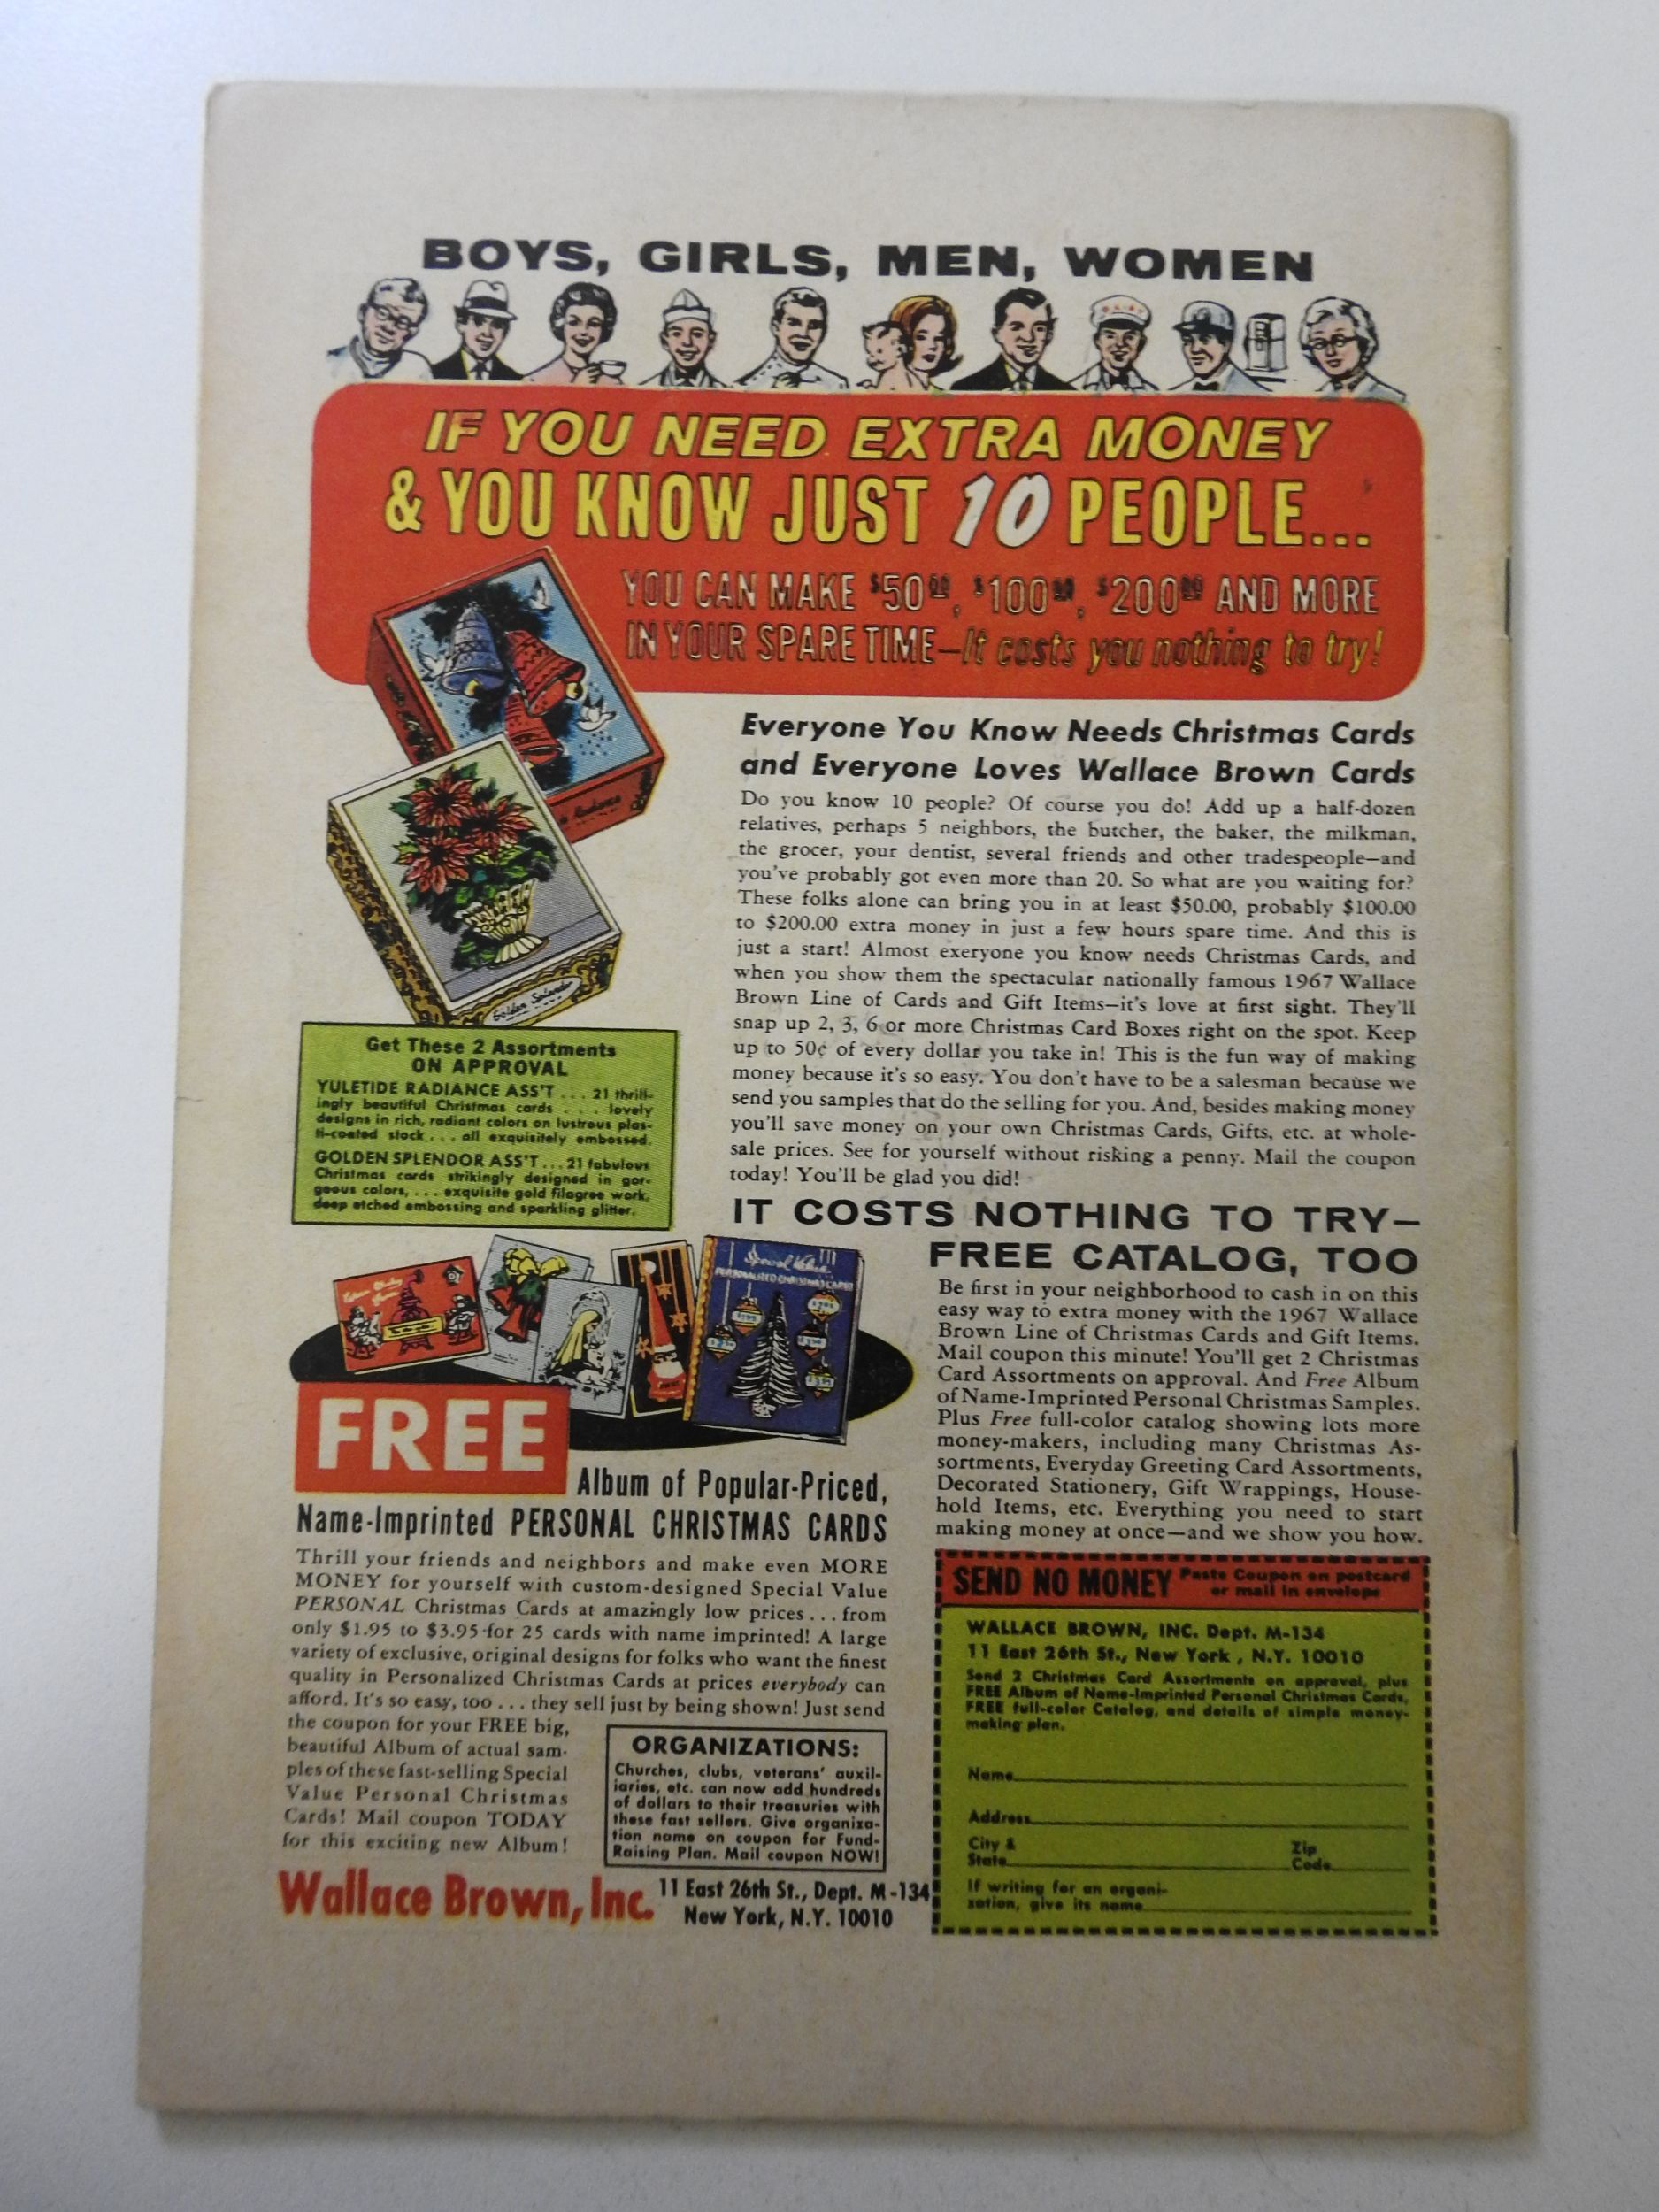 BOYS, GIRLS, MEN, WOMEN
IF YOU NEED EXTRA MONEY
& YOU KNOW JUST 10 PEOPLE...
YOU CAN MAKE $50.00, $100.00, $200.00 AND MORE
IN YOUR SPARE TIME—It costs you nothing to try!
Radiance
Golden Splendor
Everyone You Know Needs Christmas Cards
and Everyone Loves Wallace Brown Cards
Do you know 10 people? Of course you do! Add up a half-dozen
relatives, perhaps 5 neighbors, the butcher, the baker, the milkman,
the grocer, your dentist, several friends and other tradespeople—and
you've probably got even more than 20. So what are you waiting for?
These folks alone can bring you in at least $50.00, probably $100.00
to $200.00 extra money in just a few hours spare time. And this is
just a start! Almost exeryone you know needs Christmas Cards, and
when you show them the spectacular nationally famous 1967 Wallace
Brown Line of Cards and Gift Items—it's love at first sight. They'll
snap up 2, 3, 6 or more Christmas Card Boxes right on the spot. Keep
up to 50¢ of every dollar you take in! This is the fun way of making
money because it's so easy. You don't have to be a salesman because we
send you samples that do the selling for you. And, besides making money
you'll save money on your own Christmas Cards, Gifts, etc. at whole-
sale prices. See for yourself without risking a penny. Mail the coupon
today! You'll be glad you did!
Get These 2 Assortments
ON APPROVAL
YULETIDE RADIANCE ASS'T . . . 21 thrill-
ingly beautiful Christmas cards . . . lovely
designs in rich, radiant colors on lustrous plas-
ti-coated stock . . . all exquisitely embossed.
GOLDEN SPLENDOR ASS'T . . . 21 fabulous
Christmas cards strikingly designed in gor-
geous colors, . . . exquisite gold filagree work,
deep etched embossing and sparkling glitter.
IT COSTS NOTHING TO TRY—
FREE CATALOG, TOO
Be first in your neighborhood to cash in on this
easy way to extra money with the 1967 Wallace
Brown Line of Christmas Cards and Gift Items.
Mail coupon this minute! You'll get 2 Christmas
Card Assortments on approval. And Free Album
of Name-Imprinted Personal Christmas Samples.
Plus Free full-color catalog showing lots more
money-makers, including many Christmas As-
sortments, Everyday Greeting Card Assortments,
Decorated Stationery, Gift Wrappings, House-
hold Items, etc. Everything you need to start
making money at once—and we show you how.
Special Value
PERSONALIZED CHRISTMAS CARDS
FREE
Album of Popular-Priced,
Name-Imprinted PERSONAL CHRISTMAS CARDS
Thrill your friends and neighbors and make even MORE
MONEY for yourself with custom-designed Special Value
PERSONAL Christmas Cards at amazingly low prices . . . from
only $1.95 to $3.95 for 25 cards with name imprinted! A large
variety of exclusive, original designs for folks who want the finest
quality in Personalized Christmas Cards at prices everybody can
afford. It's so easy, too . . . they sell just by being shown! Just send
the coupon for your FREE big,
beautiful Album of actual sam-
ples of these fast-selling Special
Value Personal Christmas
Cards! Mail coupon TODAY
for this exciting new Album!
ORGANIZATIONS:
Churches, clubs, veterans' auxil-
iaries, etc. can now add hundreds
of dollars to their treasuries with
these fast sellers. Give organiza-
tion name on coupon for Fund-
Raising Plan. Mail coupon NOW!
Wallace Brown, Inc.
11 East 26th St., Dept. M-134
New York, N.Y. 10010
SEND NO MONEY
Paste Coupon on postcard
or mail in envelope
WALLACE BROWN, INC. Dept. M-134
11 East 26th St., New York, N.Y. 10010
Send 2 Christmas Card Assortments on approval, plus
FREE Album of Name-Imprinted Personal Christmas Cards,
FREE full-color Catalog, and details of simple money-
making plan.
Name
Address
City &
State
Zip
Code
If writing for an organi-
zation, give its name